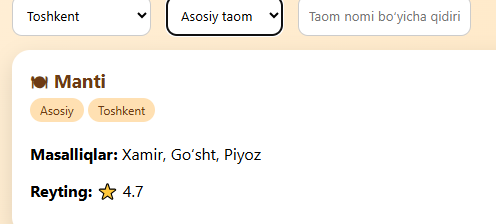 Toshkent Asosiy taom Taom nomi bo‘yicha qidiri
🍽️ Manti
Asosiy Toshkent
Masalliqlar: Xamir, Go‘sht, Piyoz
Reyting: ⭐ 4.7